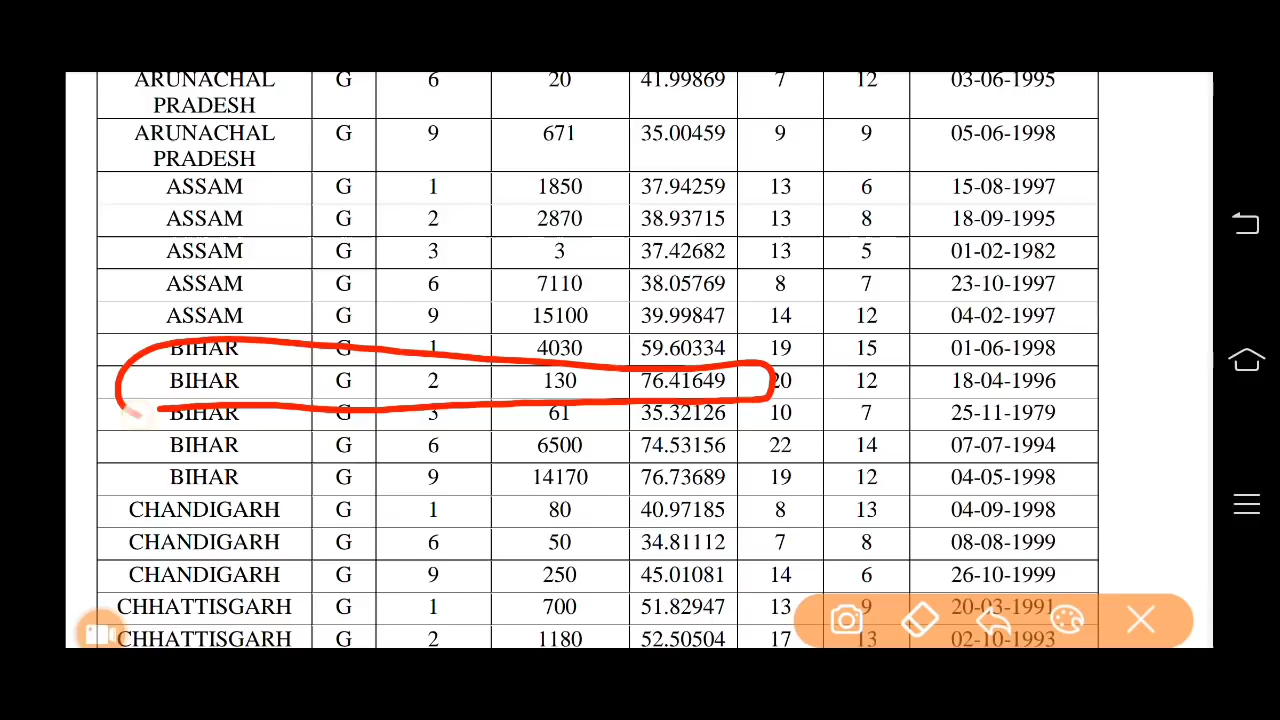 ARUNACHAL PRADESH G 6 20 41.99869 7 12 03-06-1995
ARUNACHAL PRADESH G 9 671 35.00459 9 9 05-06-1998
ASSAM G 1 1850 37.94259 13 6 15-08-1997
ASSAM G 2 2870 38.93715 13 8 18-09-1995
ASSAM G 3 3 37.42682 13 5 01-02-1982
ASSAM G 6 7110 38.05769 8 7 23-10-1997
ASSAM G 9 15100 39.99847 14 12 04-02-1997
BIHAR G 1 4030 59.60334 19 15 01-06-1998
BIHAR G 2 130 76.41649 20 12 18-04-1996
BIHAR G 3 61 35.32126 10 7 25-11-1979
BIHAR G 6 6500 74.53156 22 14 07-07-1994
BIHAR G 9 14170 76.73689 19 12 04-05-1998
CHANDIGARH G 1 80 40.97185 8 13 04-09-1998
CHANDIGARH G 6 50 34.81112 7 8 08-08-1999
CHANDIGARH G 9 250 45.01081 14 6 26-10-1999
CHHATTISGARH G 1 700 51.82947 13 9 20-03-1991
CHHATTISGARH G 2 1180 52.50504 17 13 02-10-1993